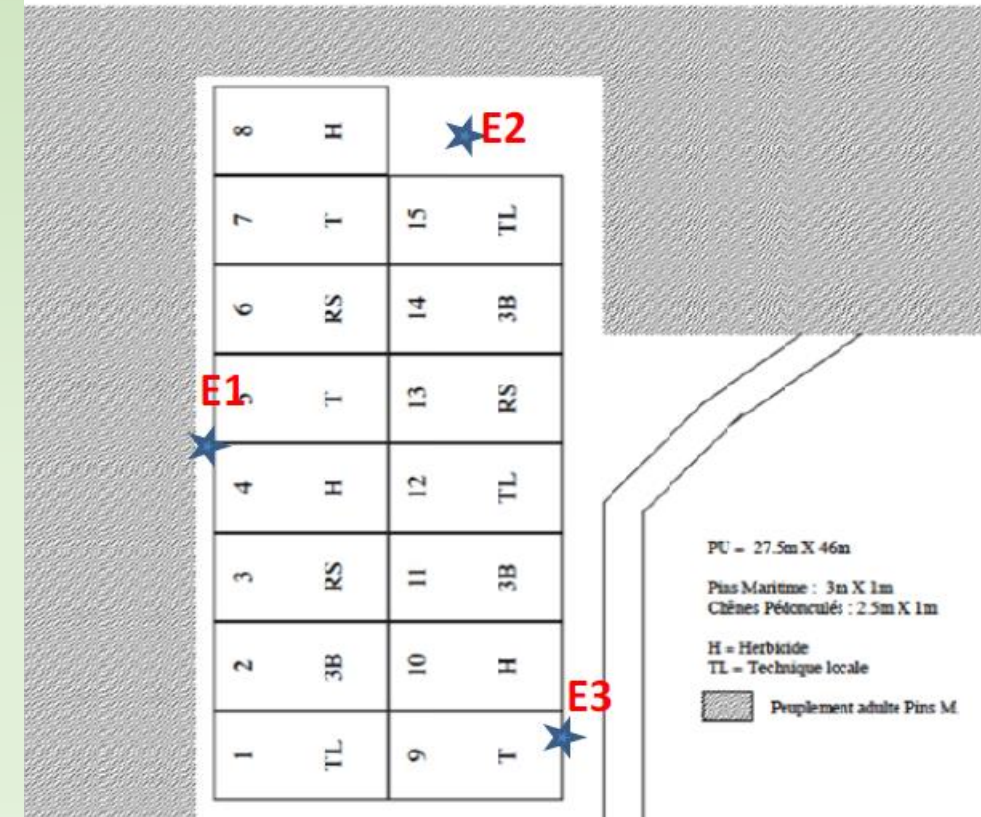 8 H
E2
7 T 15 TL
6 RS 14 3B
E1
5 T 13 RS
4 H 12 TL
3 RS 11 3B
2 3B 10 H
E3
1 TL 9 T
PU = 27.5m X 46m
Pins Maritime : 3m X 1m
Chênes Pédonculés : 2.5m X 1m
H = Herbicide
TL = Technique locale
Peuplement adulte Pins M.